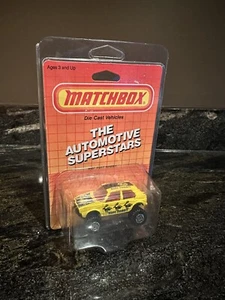 Ages 3 and Up
MATCHBOX
Die Cast Vehicles
THE
AUTOMOTIVE
SUPERSTARS